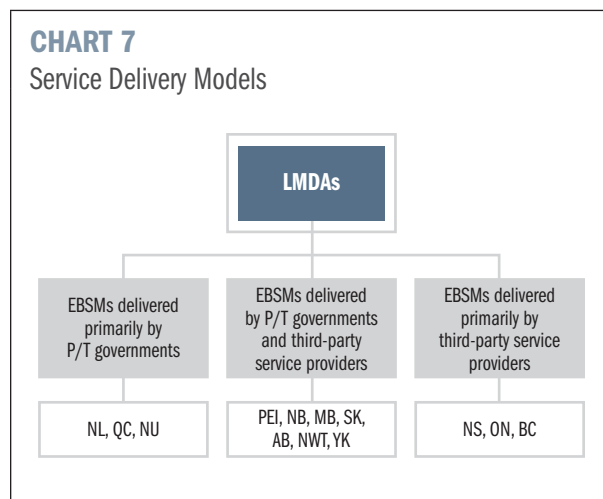 CHART 7
Service Delivery Models
LMDAs
EBSMs delivered
primarily by
P/T governments
EBSMs delivered
by P/T governments
and third-party
service providers
EBSMs delivered
primarily by
third-party service
providers
NL, QC, NU
PEI, NB, MB, SK,
AB, NWT, YK
NS, ON, BC